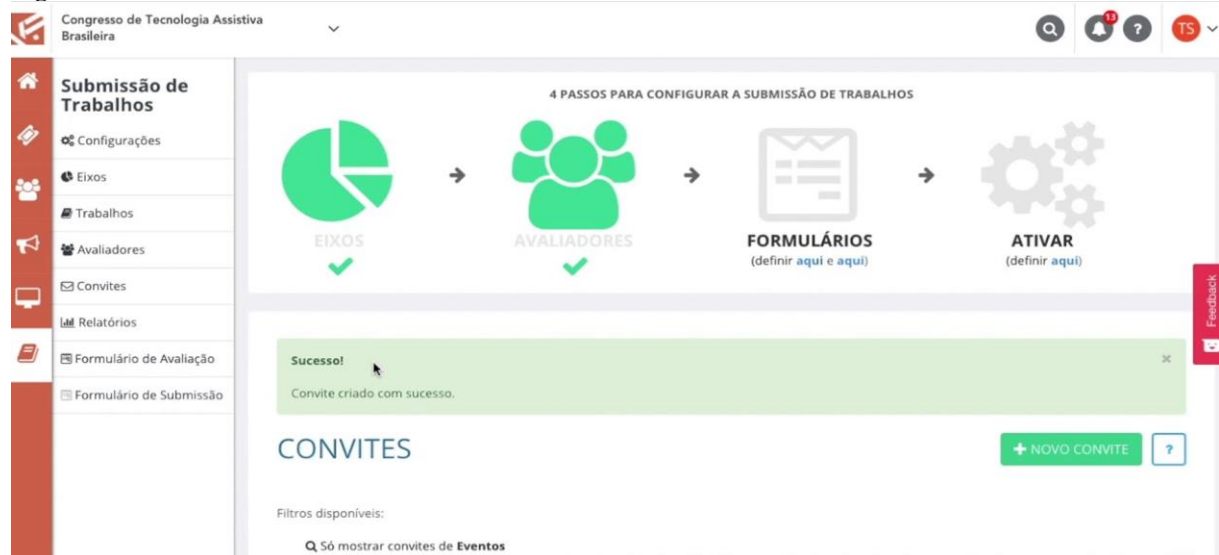 Congresso de Tecnologia Assistiva
Brasileira
13
?
TS
Submissão de
Trabalhos
Configurações
Eixos
Trabalhos
Avaliadores
Convites
Relatórios
Formulário de Avaliação
Formulário de Submissão
4 PASSOS PARA CONFIGURAR A SUBMISSÃO DE TRABALHOS
EIXOS
AVALIADORES
FORMULÁRIOS
(definir aqui e aqui)
ATIVAR
(definir aqui)
Feedback
Sucesso!
×
Convite criado com sucesso.
CONVITES
+ NOVO CONVITE
?
Filtros disponíveis:
Só mostrar convites de Eventos